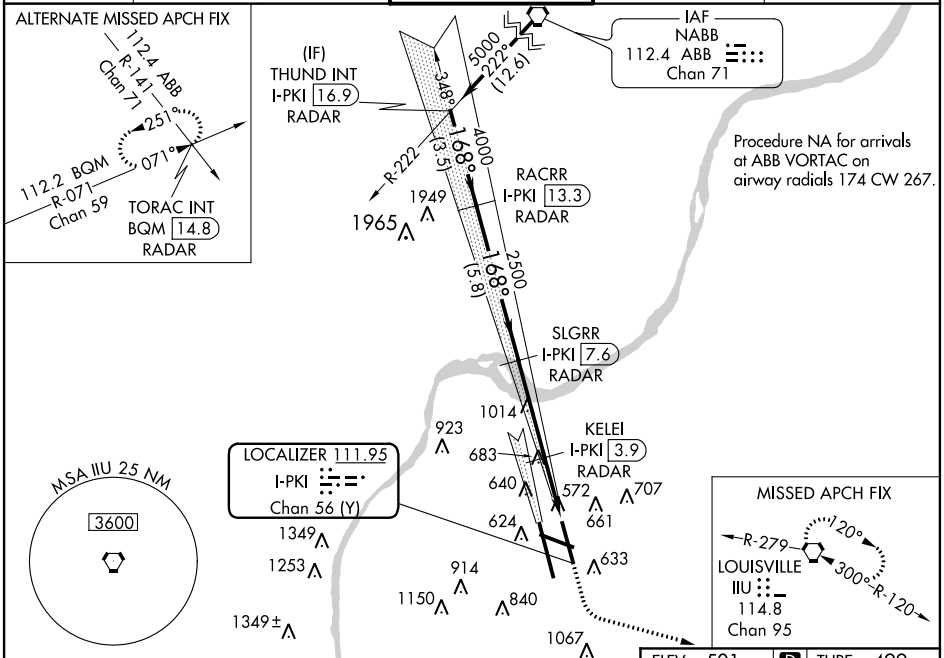 ALTERNATE MISSED APCH FIX
112.4 ABB
R-141
Chan 71
251°
071°
112.2 BQM
R-071
Chan 59
TORAC INT
BQM 14.8
RADAR
(IF)
THUND INT
I-PKI 16.9
RADAR
5000
222°
(12.6)
IAF
NABB
112.4 ABB
Chan 71
Procedure NA for arrivals
at ABB VORTAC on
airway radials 174 CW 267.
348°
R-222
168°
4000
(3.5)
1949
1965
RACRR
I-PKI 13.3
RADAR
2500
168°
(5.8)
SLGRR
I-PKI 7.6
RADAR
1014
923
KELEI
I-PKI 3.9
RADAR
683
640
572
707
661
624
633
LOCALIZER 111.95
I-PKI
Chan 56 (Y)
MSA IIU 25 NM
3600
1349
1253
914
1150
840
1349±
1067
MISSED APCH FIX
120°
R-279
300°
R-120
LOUISVILLE
IIU
114.8
Chan 95